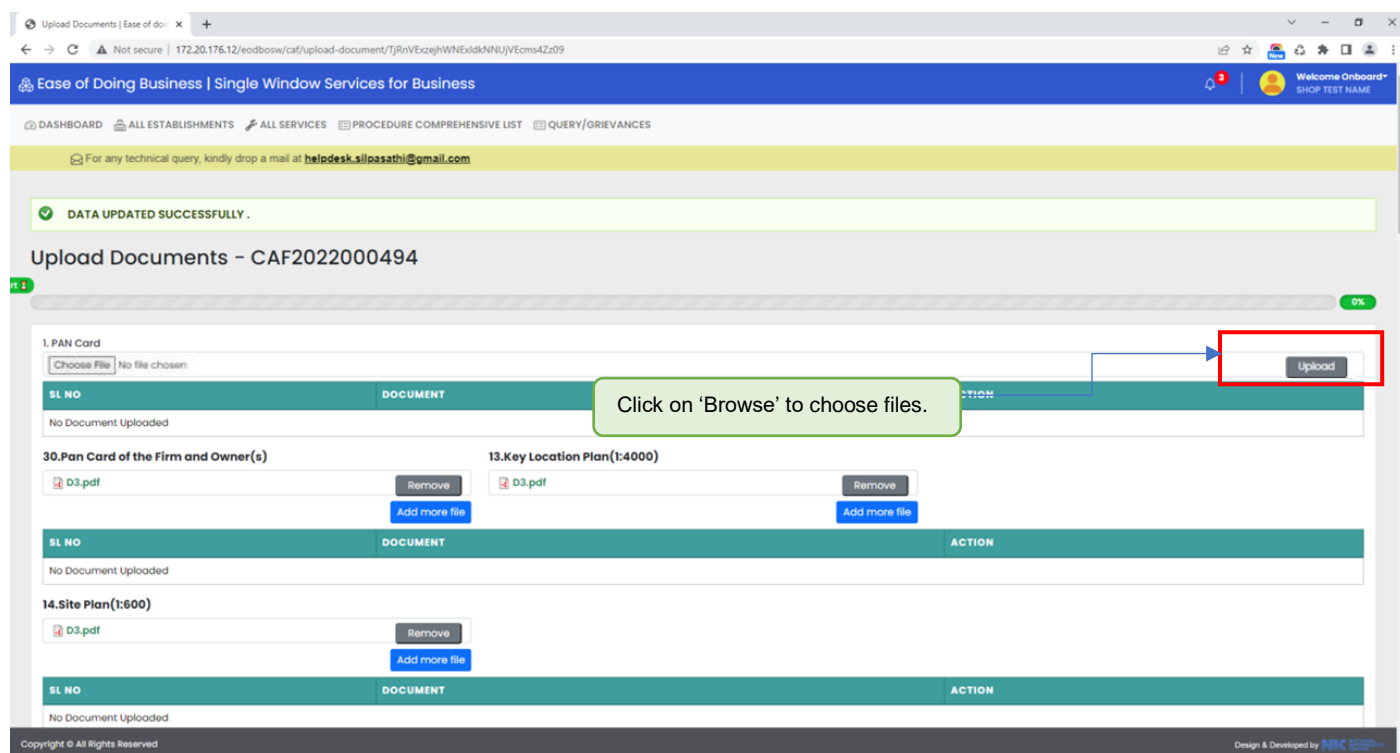 Upload Documents | Ease of doin
Not secure | 172.20.176.12/eodbosw/caf/upload-document/TjRnVExzejhWNExldkNNUjVEcms4Zz09
New
Ease of Doing Business | Single Window Services for Business
3
Welcome Onboard
SHOP TEST NAME
DASHBOARD ALL ESTABLISHMENTS ALL SERVICES PROCEDURE COMPREHENSIVE LIST QUERY/GRIEVANCES
For any technical query, kindly drop a mail at helpdesk.silpasathi@gmail.com
DATA UPDATED SUCCESSFULLY .
Upload Documents - CAF2022000494
0%
1. PAN Card
Choose File No file chosen
Upload
SL NO DOCUMENT ACTION
Click on ‘Browse’ to choose files.
No Document Uploaded
30.Pan Card of the Firm and Owner(s) 13.Key Location Plan(1:4000)
D3.pdf Remove D3.pdf Remove
Add more file Add more file
SL NO DOCUMENT ACTION
No Document Uploaded
14.Site Plan(1:600)
D3.pdf Remove
Add more file
SL NO DOCUMENT ACTION
No Document Uploaded
Copyright © All Rights Reserved Design & Developed by NIC